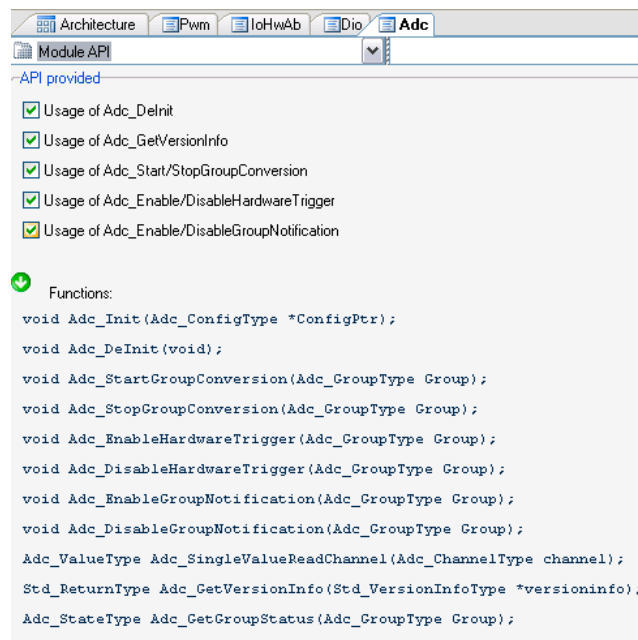 Architecture Pwm IoHwAb Dio Adc
Module API
API provided
Usage of Adc_DeInit
Usage of Adc_GetVersionInfo
Usage of Adc_Start/StopGroupConversion
Usage of Adc_Enable/DisableHardwareTrigger
Usage of Adc_Enable/DisableGroupNotification
Functions:
void Adc_Init(Adc_ConfigType *ConfigPtr);
void Adc_DeInit(void);
void Adc_StartGroupConversion(Adc_GroupType Group);
void Adc_StopGroupConversion(Adc_GroupType Group);
void Adc_EnableHardwareTrigger(Adc_GroupType Group);
void Adc_DisableHardwareTrigger(Adc_GroupType Group);
void Adc_EnableGroupNotification(Adc_GroupType Group);
void Adc_DisableGroupNotification(Adc_GroupType Group);
Adc_ValueType Adc_SingleValueReadChannel(Adc_ChannelType channel);
Std_ReturnType Adc_GetVersionInfo(Std_VersionInfoType *versioninfo);
Adc_StateType Adc_GetGroupStatus(Adc_GroupType Group);